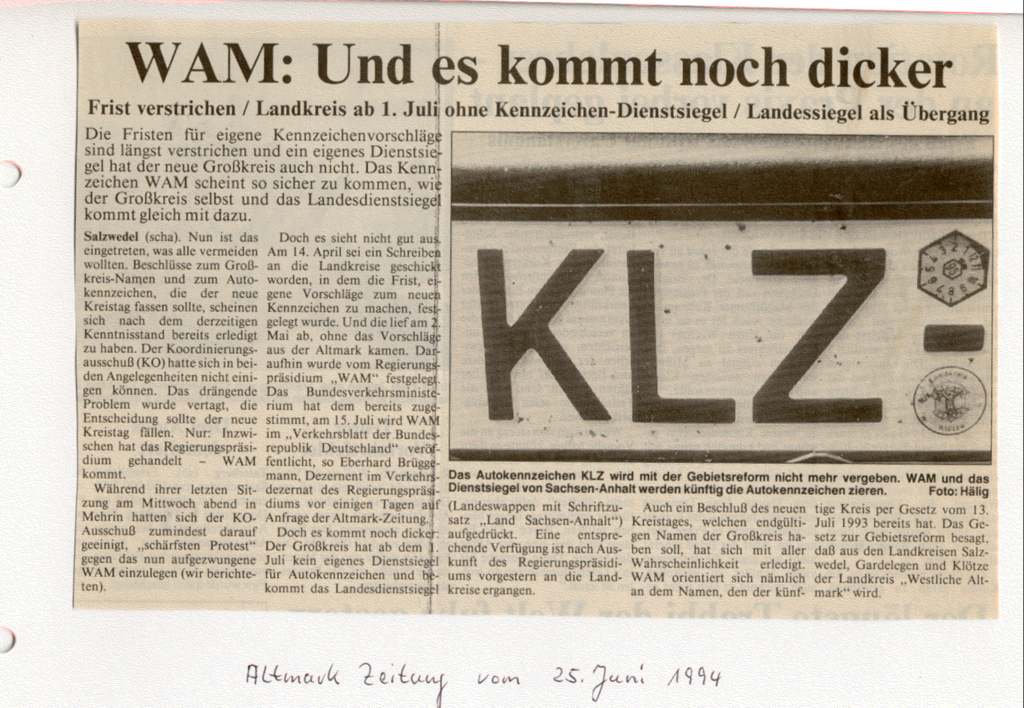 WAM: Und es kommt noch dicker
Frist verstrichen / Landkreis ab 1. Juli ohne Kennzeichen-Dienstsiegel / Landessiegel als Übergang
Die Fristen für eigene Kennzeichenvorschläge
sind längst verstrichen und ein eigenes Dienstsie-
gel hat der neue Großkreis auch nicht. Das Kenn-
zeichen WAM scheint so sicher zu kommen, wie
der Großkreis selbst und das Landesdienstsiegel
kommt gleich mit dazu.
Salzwedel (scha). Nun ist das
eingetreten, was alle vermeiden
wollten. Beschlüsse zum Groß-
kreis-Namen und zum Auto-
kennzeichen, die der neue
Kreistag fassen sollte, scheinen
sich nach dem derzeitigen
Kenntnisstand bereits erledigt
zu haben. Der Koordinierungs-
ausschuß (KO) hatte sich in bei-
den Angelegenheiten nicht eini-
gen können. Das drängende
Problem wurde vertagt, die
Entscheidung sollte der neue
Kreistag fällen. Nur: Inzwi-
schen hat das Regierungspräsi-
dium gehandelt – WAM
kommt.
Während ihrer letzten Sit-
zung am Mittwoch abend in
Mehrin hatten sich der KO-
Ausschuß zumindest darauf
geeinigt, „schärfsten Protest“
gegen das nun aufgezwungene
WAM einzulegen (wir berichte-
ten).
Doch es sieht nicht gut aus.
Am 14. April sei ein Schreiben
an die Landkreise geschickt
worden, in dem die Frist, ei-
gene Vorschläge zum neuen
Kennzeichen zu machen, fest-
gelegt wurde. Und die lief am 2.
Mai ab, ohne das Vorschläge
aus der Altmark kamen. Dar-
aufhin wurde vom Regierungs-
präsidium „WAM“ festgelegt.
Das Bundesverkehrsministe-
rium hat dem bereits zuge-
stimmt, am 15. Juli wird WAM
im „Verkehrsblatt der Bundes-
republik Deutschland“ veröf-
fentlicht, so Eberhard Brügge-
mann, Dezernent im Verkehrs-
dezernat des Regierungspräsi-
diums vor einigen Tagen auf
Anfrage der Altmark-Zeitung.
Doch es kommt noch dicker:
Der Großkreis hat ab dem 1.
Juli kein eigenes Dienstsiegel
für Autokennzeichen und be-
kommt das Landesdienstsiegel
KLZ-
Das Autokennzeichen KLZ wird mit der Gebietsreform nicht mehr vergeben. WAM und das
Dienstsiegel von Sachsen-Anhalt werden künftig die Autokennzeichen zieren. Foto: Hälig
(Landeswappen mit Schriftzu-
satz „Land Sachsen-Anhalt“)
aufgedrückt. Eine entspre-
chende Verfügung ist nach Aus-
kunft des Regierungspräsidi-
ums vorgestern an die Land-
kreise ergangen.
Auch ein Beschluß des neuen
Kreistages, welchen endgülti-
gen Namen der Großkreis ha-
ben soll, hat sich mit aller
Wahrscheinlichkeit erledigt.
WAM orientiert sich nämlich
an dem Namen, den der künf-
tige Kreis per Gesetz vom 13.
Juli 1993 bereits hat. Das Ge-
setz zur Gebietsreform besagt,
daß aus den Landkreisen Salz-
wedel, Gardelegen und Klötze
der Landkreis „Westliche Alt-
mark“ wird.
Altmark Zeitung vom 25. Juni 1994